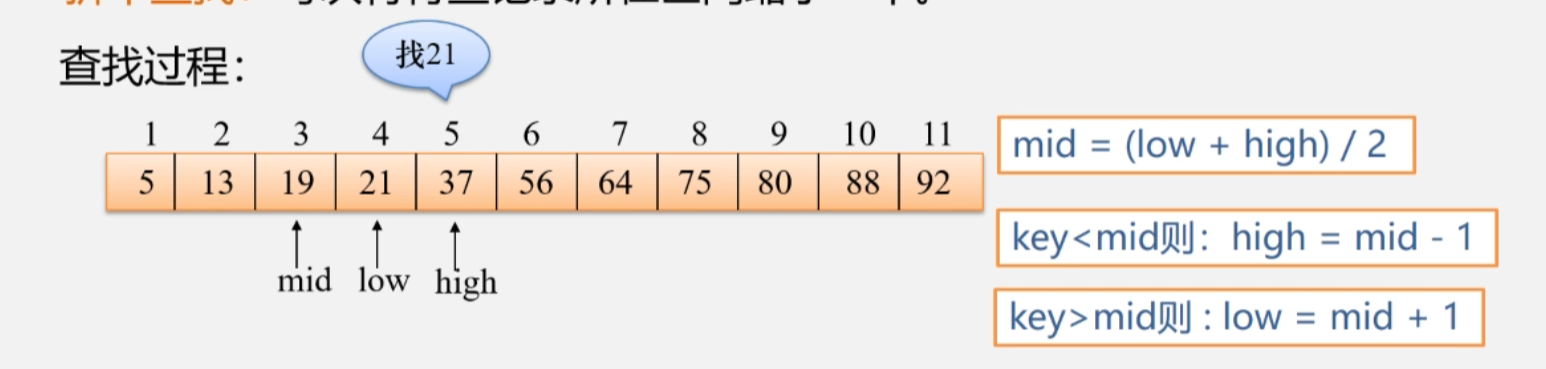 查找过程：
找21
1 2 3 4 5 6 7 8 9 10 11
5 13 19 21 37 56 64 75 80 88 92
mid low high
mid = (low + high) / 2
key<mid则：high = mid - 1
key>mid则 : low = mid + 1